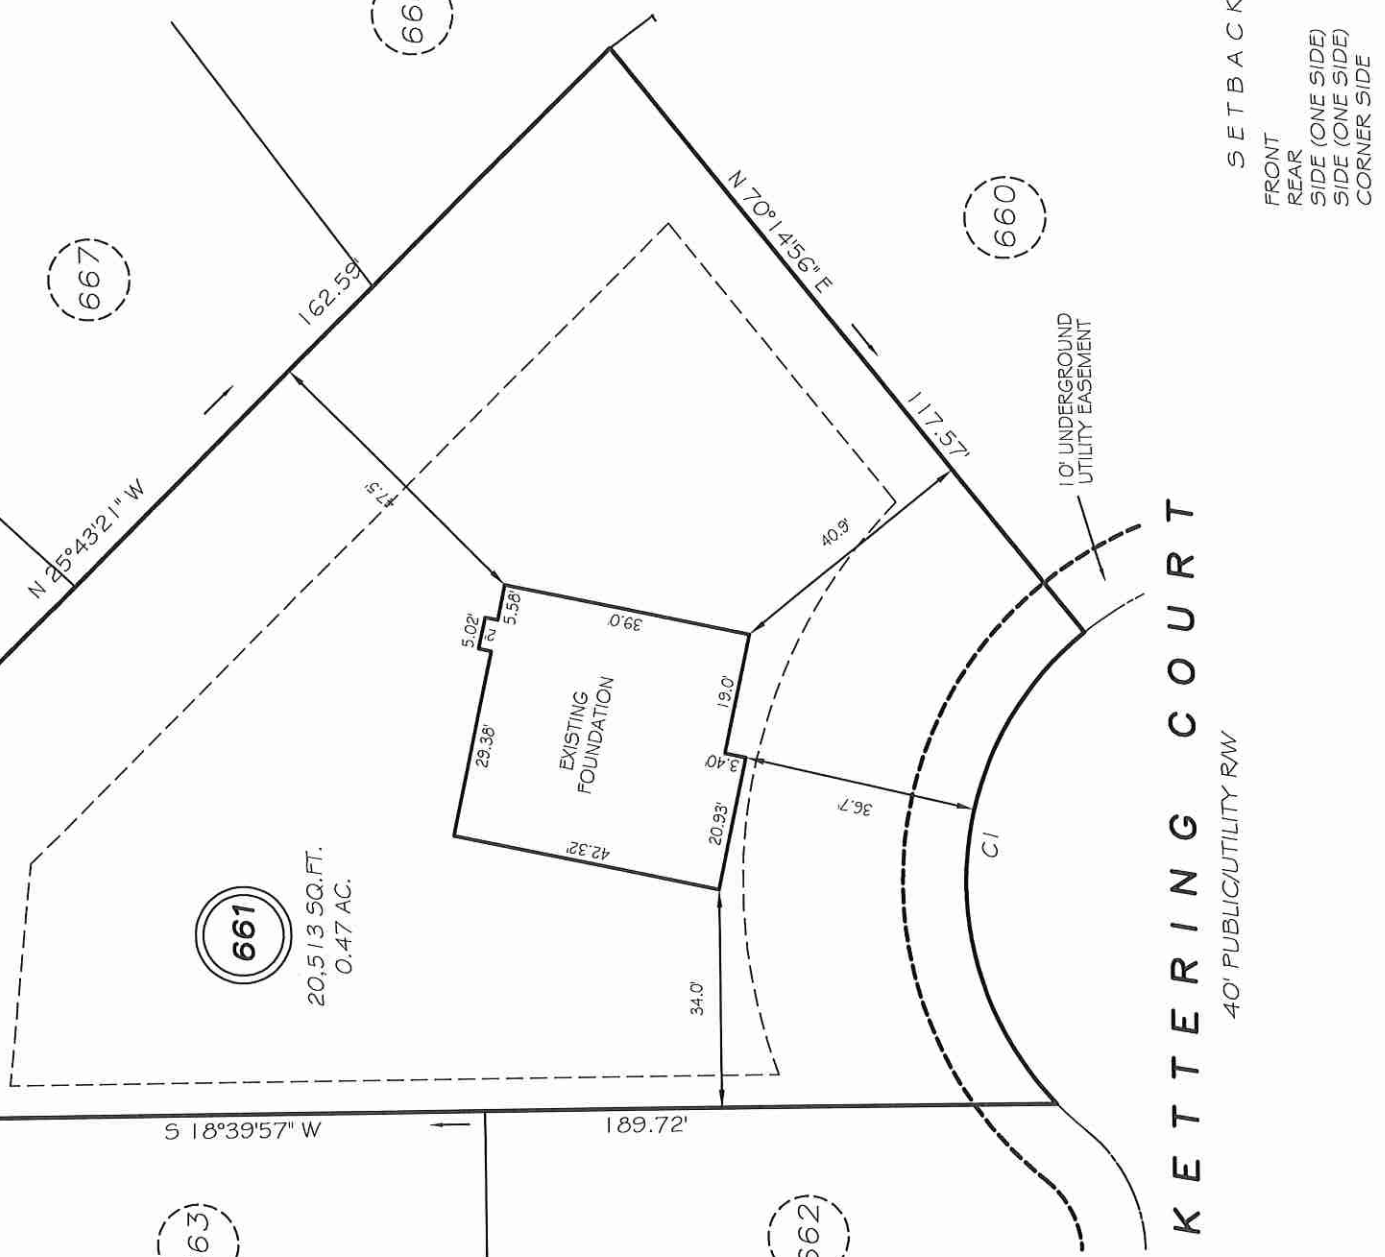 66
667
162.59'
N 25°43'21" W
N 70°14'56" E
117.57'
660
SETBACK
FRONT
REAR
SIDE (ONE SIDE)
SIDE (ONE SIDE)
CORNER SIDE
10' UNDERGROUND
UTILITY EASEMENT
47.5'
40.9'
5.02'
2'
5.58'
39.0'
29.38'
EXISTING
FOUNDATION
19.0'
3.40'
20.93'
42.32'
36.7'
C1
34.0'
661
20,513 SQ.FT.
0.47 AC.
S 18°39'57" W
189.72'
63
662
KETTERING COURT
40' PUBLIC/UTILITY R/W